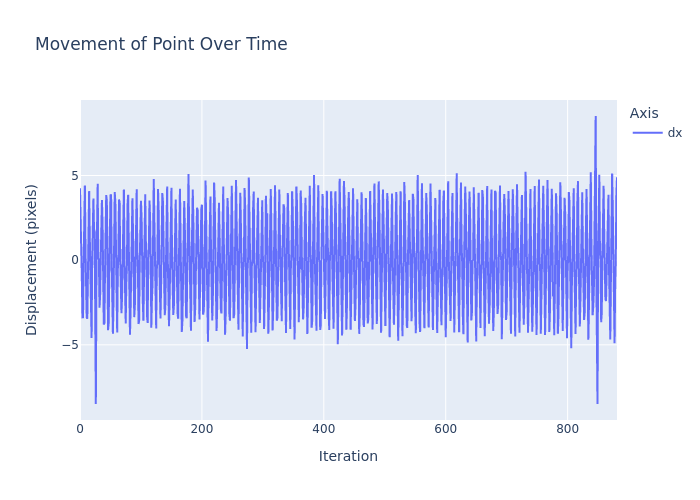 Movement of Point Over Time
Axis
dx
5
0
−5
Displacement (pixels)
0 200 400 600 800
Iteration